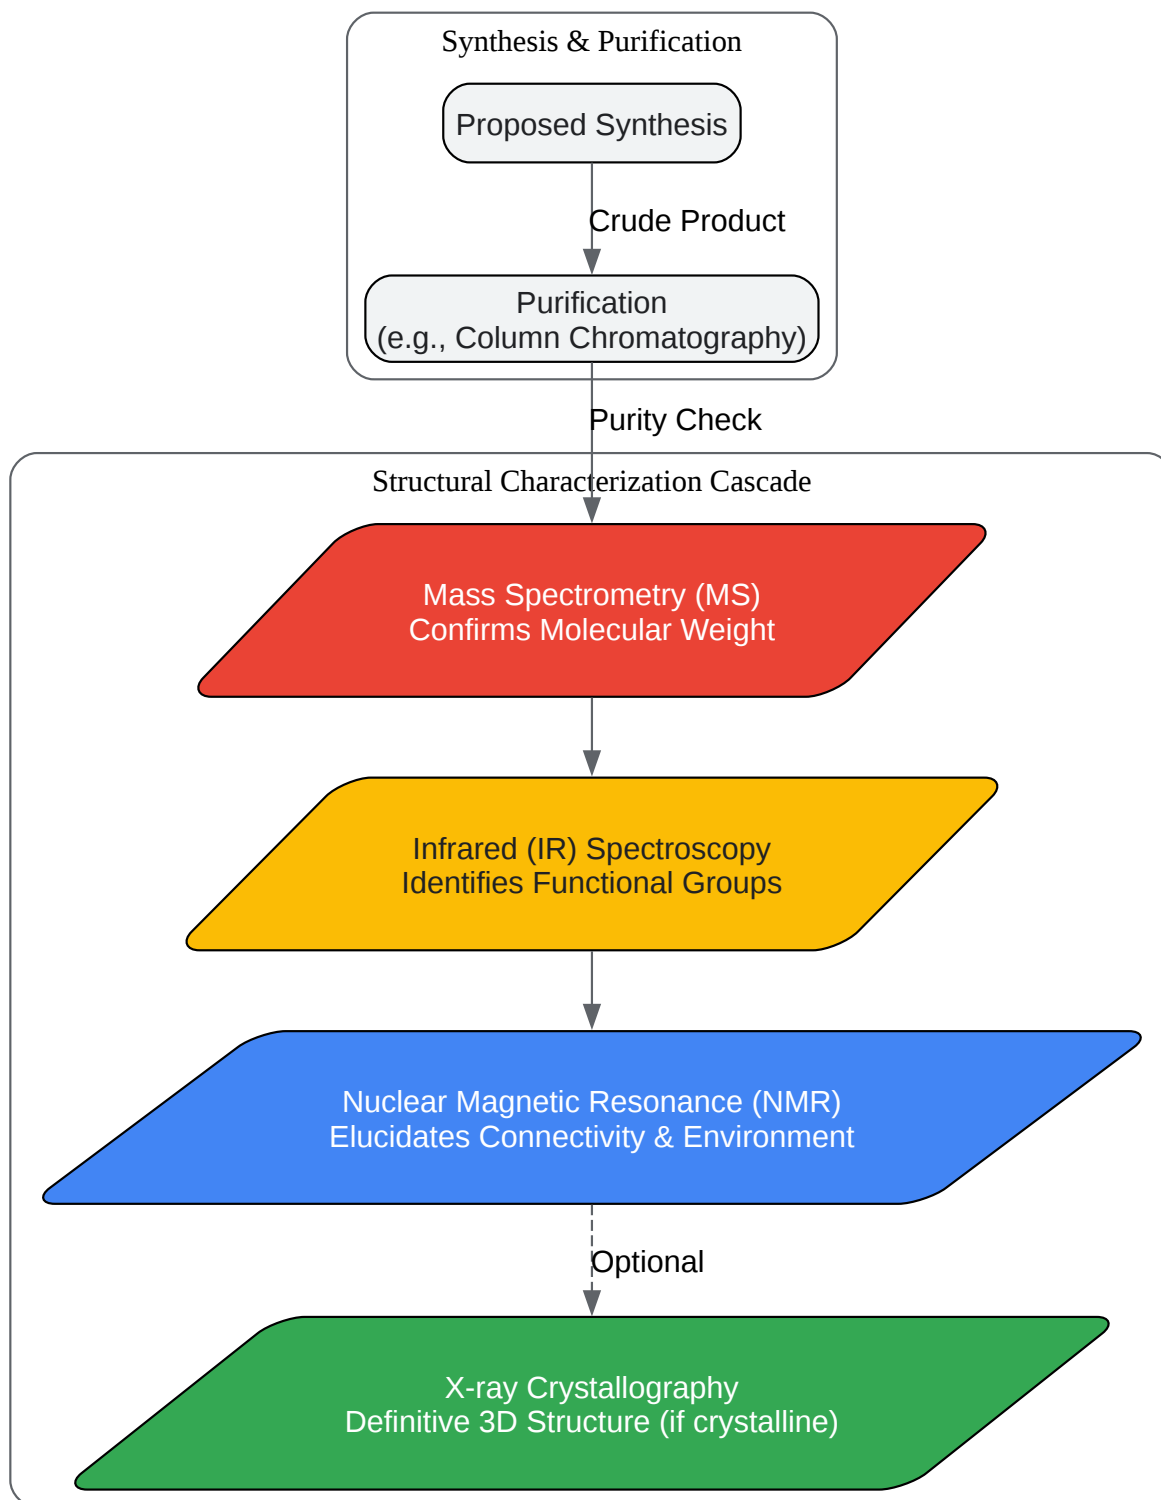 Synthesis & Purification
Proposed Synthesis
Crude Product
Purification
(e.g., Column Chromatography)
Purity Check
Structural Characterization Cascade
Mass Spectrometry (MS)
Confirms Molecular Weight
Infrared (IR) Spectroscopy
Identifies Functional Groups
Nuclear Magnetic Resonance (NMR)
Elucidates Connectivity & Environment
Optional
X-ray Crystallography
Definitive 3D Structure (if crystalline)